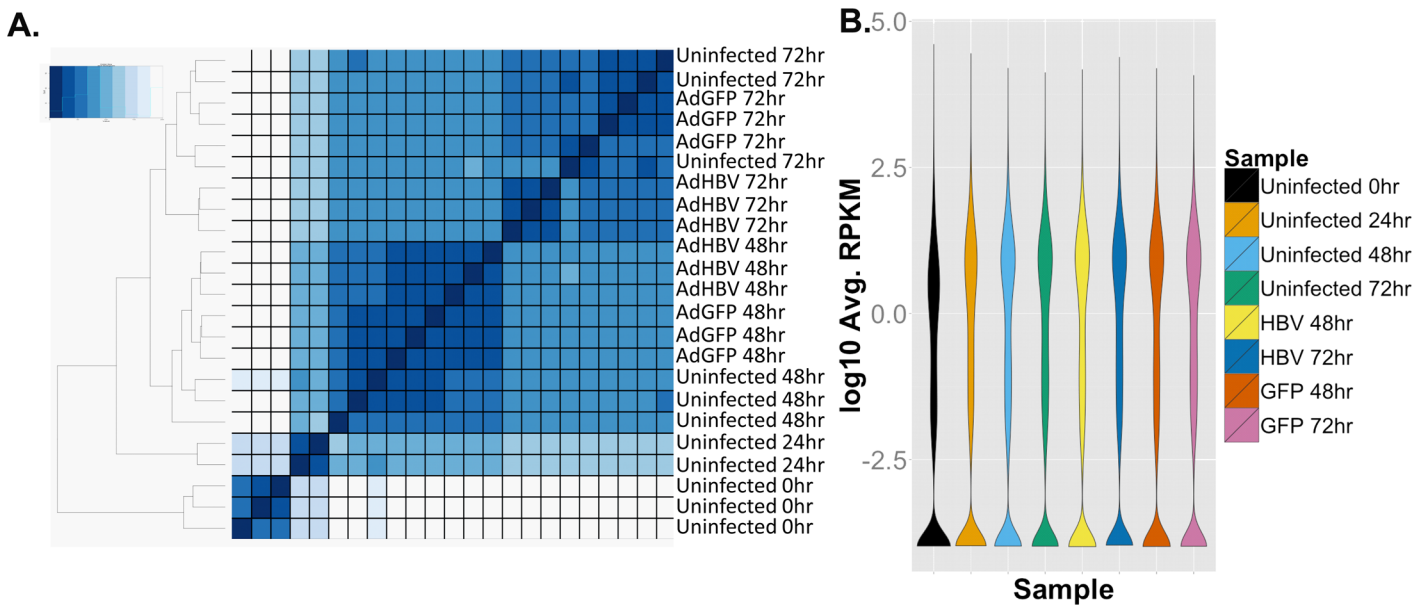 A.
Uninfected 72hr
Uninfected 72hr
AdGFP 72hr
AdGFP 72hr
AdGFP 72hr
Uninfected 72hr
AdHBV 72hr
AdHBV 72hr
AdHBV 72hr
AdHBV 48hr
AdHBV 48hr
AdHBV 48hr
AdGFP 48hr
AdGFP 48hr
AdGFP 48hr
Uninfected 48hr
Uninfected 48hr
Uninfected 48hr
Uninfected 24hr
Uninfected 24hr
Uninfected 0hr
Uninfected 0hr
Uninfected 0hr
B.
log10 Avg. RPKM
5.0
2.5
0.0
-2.5
Sample
Sample
Uninfected 0hr
Uninfected 24hr
Uninfected 48hr
Uninfected 72hr
HBV 48hr
HBV 72hr
GFP 48hr
GFP 72hr